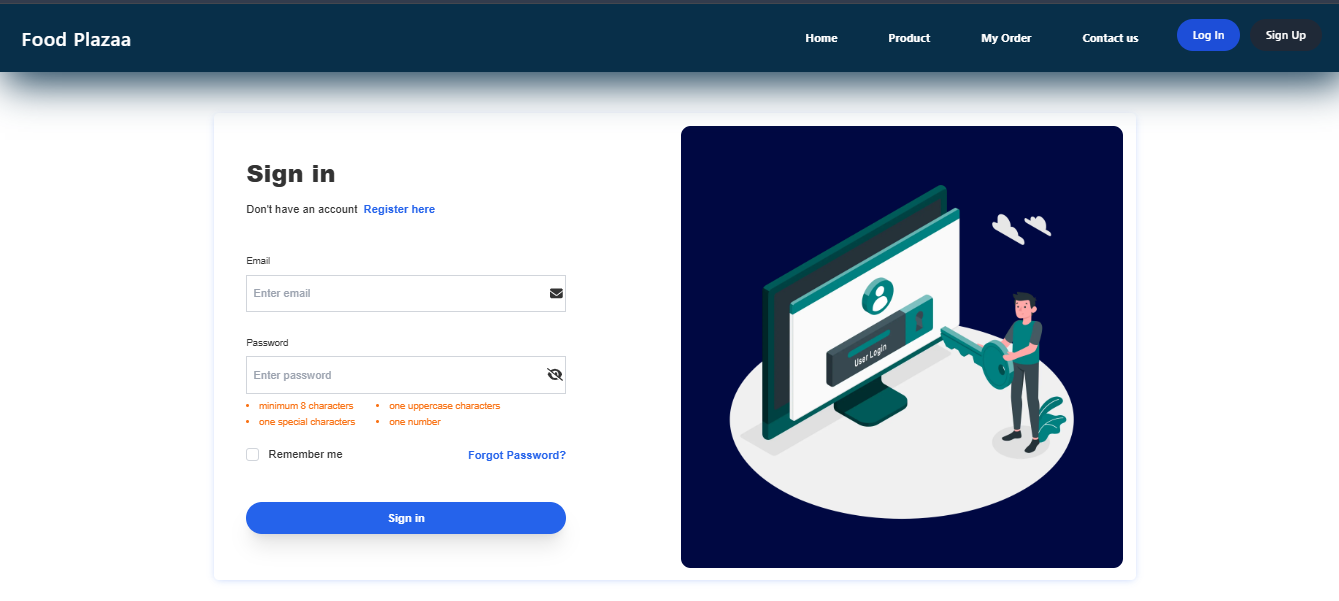 Food Plazaa
Home Product My Order Contact us Log In Sign Up
Sign in
Don't have an account Register here
Email
Enter email
Password
Enter password
• minimum 8 characters • one uppercase characters
• one special characters • one number
Remember me Forgot Password?
Sign in
User Login